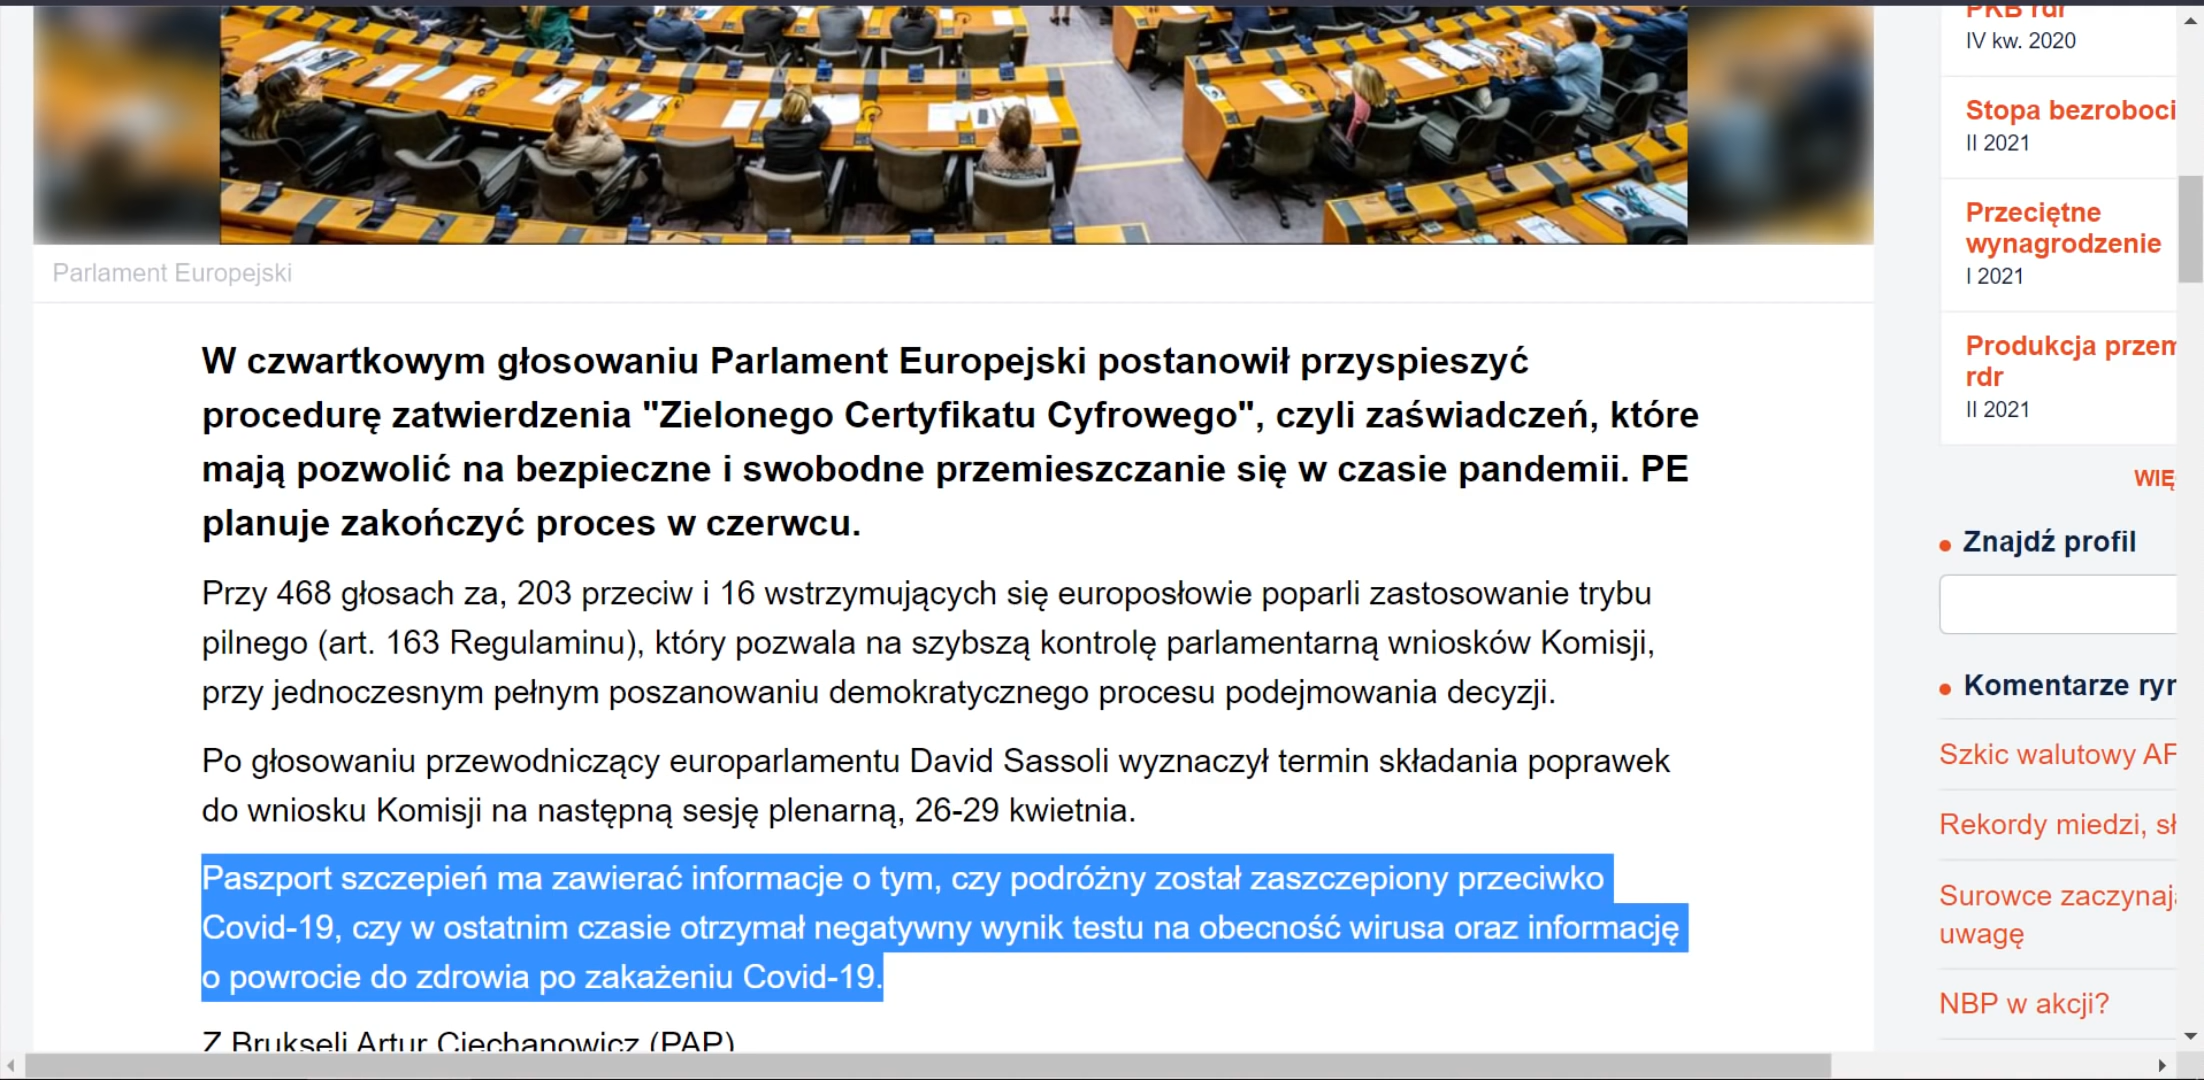 Parlament Europejski
W czwartkowym głosowaniu Parlament Europejski postanowił przyspieszyć
procedurę zatwierdzenia "Zielonego Certyfikatu Cyfrowego", czyli zaświadczeń, które
mają pozwolić na bezpieczne i swobodne przemieszczanie się w czasie pandemii. PE
planuje zakończyć proces w czerwcu.
Przy 468 głosach za, 203 przeciw i 16 wstrzymujących się europosłowie poparli zastosowanie trybu
pilnego (art. 163 Regulaminu), który pozwala na szybszą kontrolę parlamentarną wniosków Komisji,
przy jednoczesnym pełnym poszanowaniu demokratycznego procesu podejmowania decyzji.
Po głosowaniu przewodniczący europarlamentu David Sassoli wyznaczył termin składania poprawek
do wniosku Komisji na następną sesję plenarną, 26-29 kwietnia.
Paszport szczepień ma zawierać informacje o tym, czy podróżny został zaszczepiony przeciwko
Covid-19, czy w ostatnim czasie otrzymał negatywny wynik testu na obecność wirusa oraz informację
o powrocie do zdrowia po zakażeniu Covid-19.
Z Brukseli Artur Ciechanowicz (PAP)
PKB rdr
IV kw. 2020
Stopa bezroboci
II 2021
Przeciętne
wynagrodzenie
I 2021
Produkcja przem
rdr
II 2021
WIĘ
Znajdź profil
Komentarze ryn
Szkic walutowy AF
Rekordy miedzi, sł
Surowce zaczynają
uwagę
NBP w akcji?